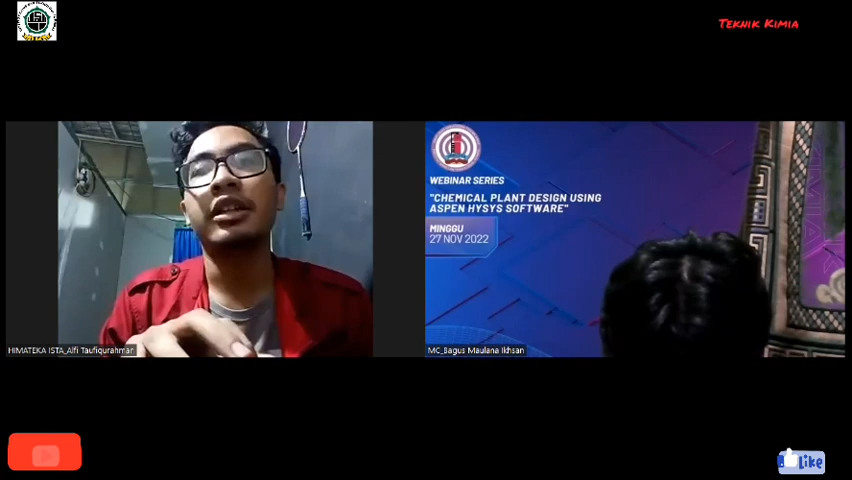 Teknik Kimia
WEBINAR SERIES
"CHEMICAL PLANT DESIGN USING
ASPEN HYSYS SOFTWARE"
MINGGU
27 NOV 2022
HIMATEKA ISTA_Alfi Taufiqurahman
MC_Bagus Maulana Ikhsan
Like